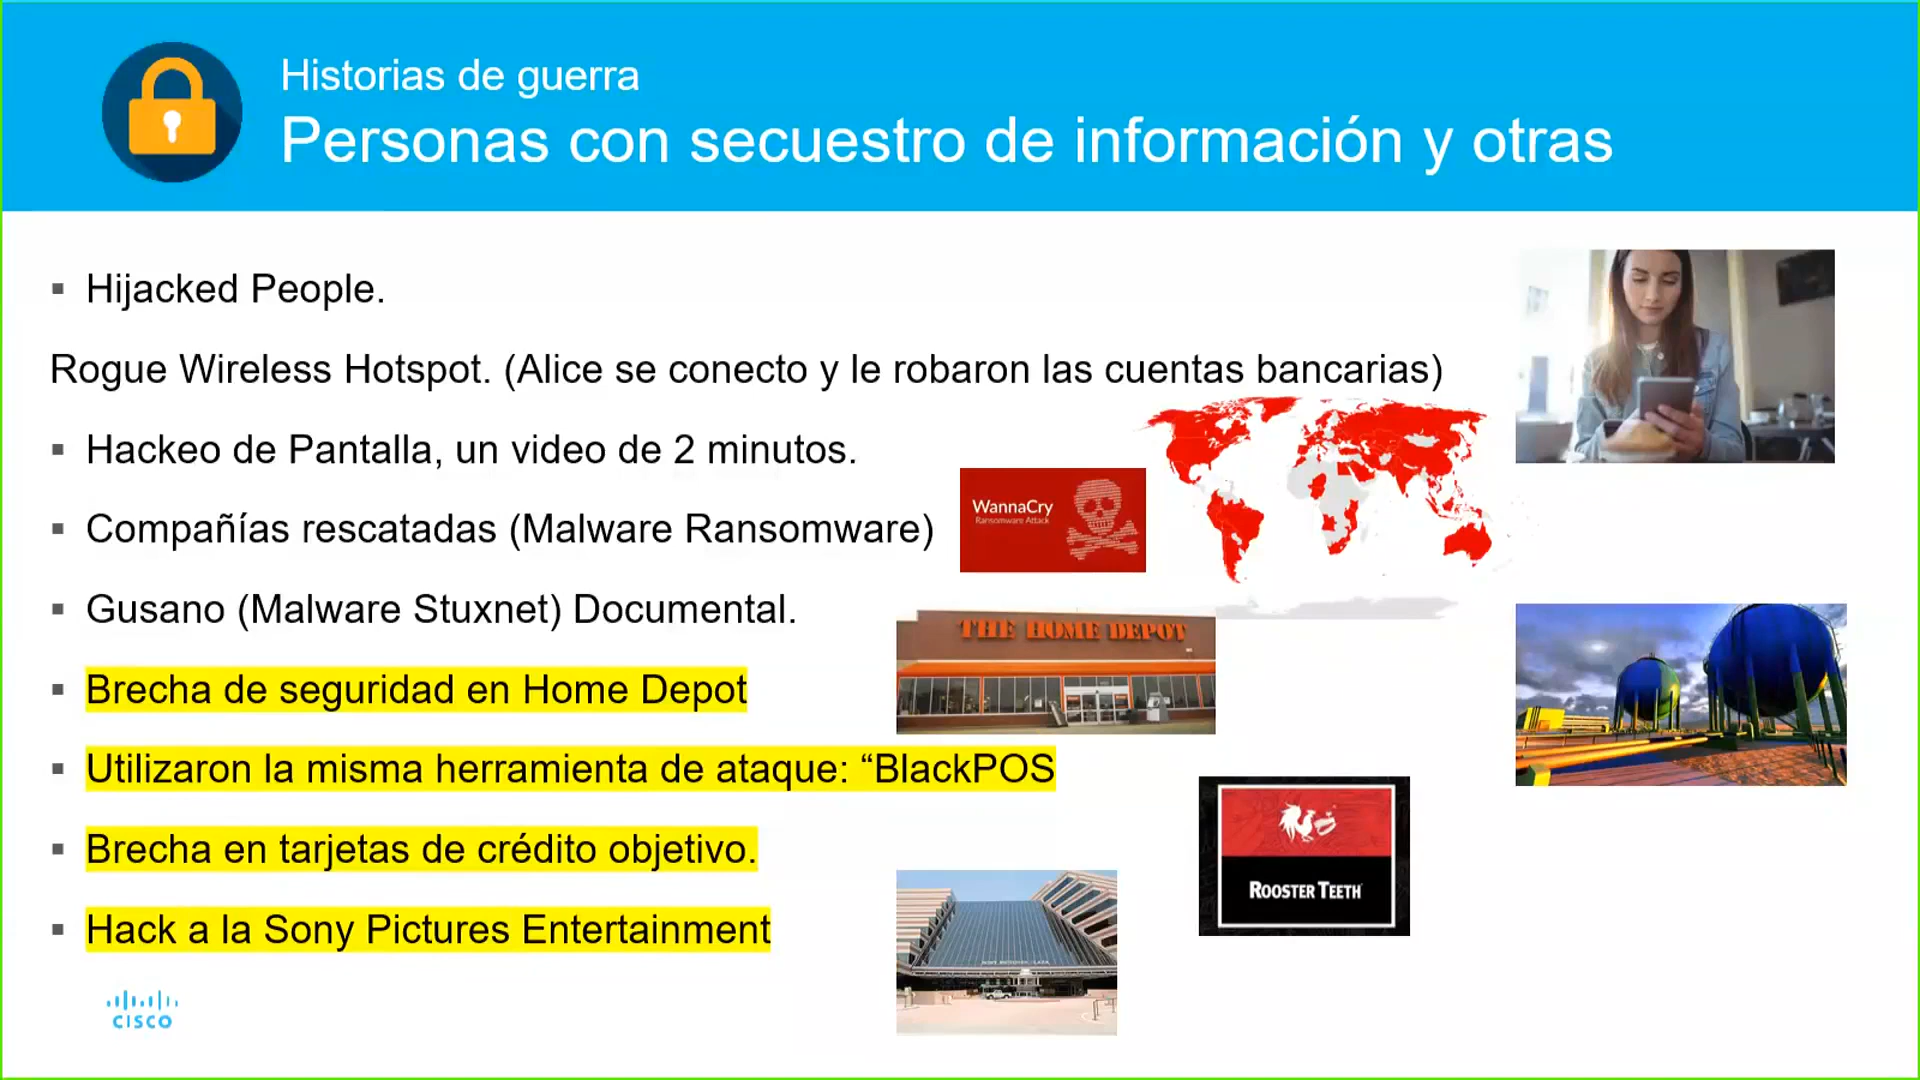 Historias de guerra
Personas con secuestro de información y otras
Hijacked People.
Rogue Wireless Hotspot. (Alice se conecto y le robaron las cuentas bancarias)
Hackeo de Pantalla, un video de 2 minutos.
Compañías rescatadas (Malware Ransomware)
WannaCry
Ransomware Attack
Gusano (Malware Stuxnet) Documental.
THE HOME DEPOT
Brecha de seguridad en Home Depot
Utilizaron la misma herramienta de ataque: “BlackPOS
Brecha en tarjetas de crédito objetivo.
ROOSTER TEETH
Hack a la Sony Pictures Entertainment
CISCO